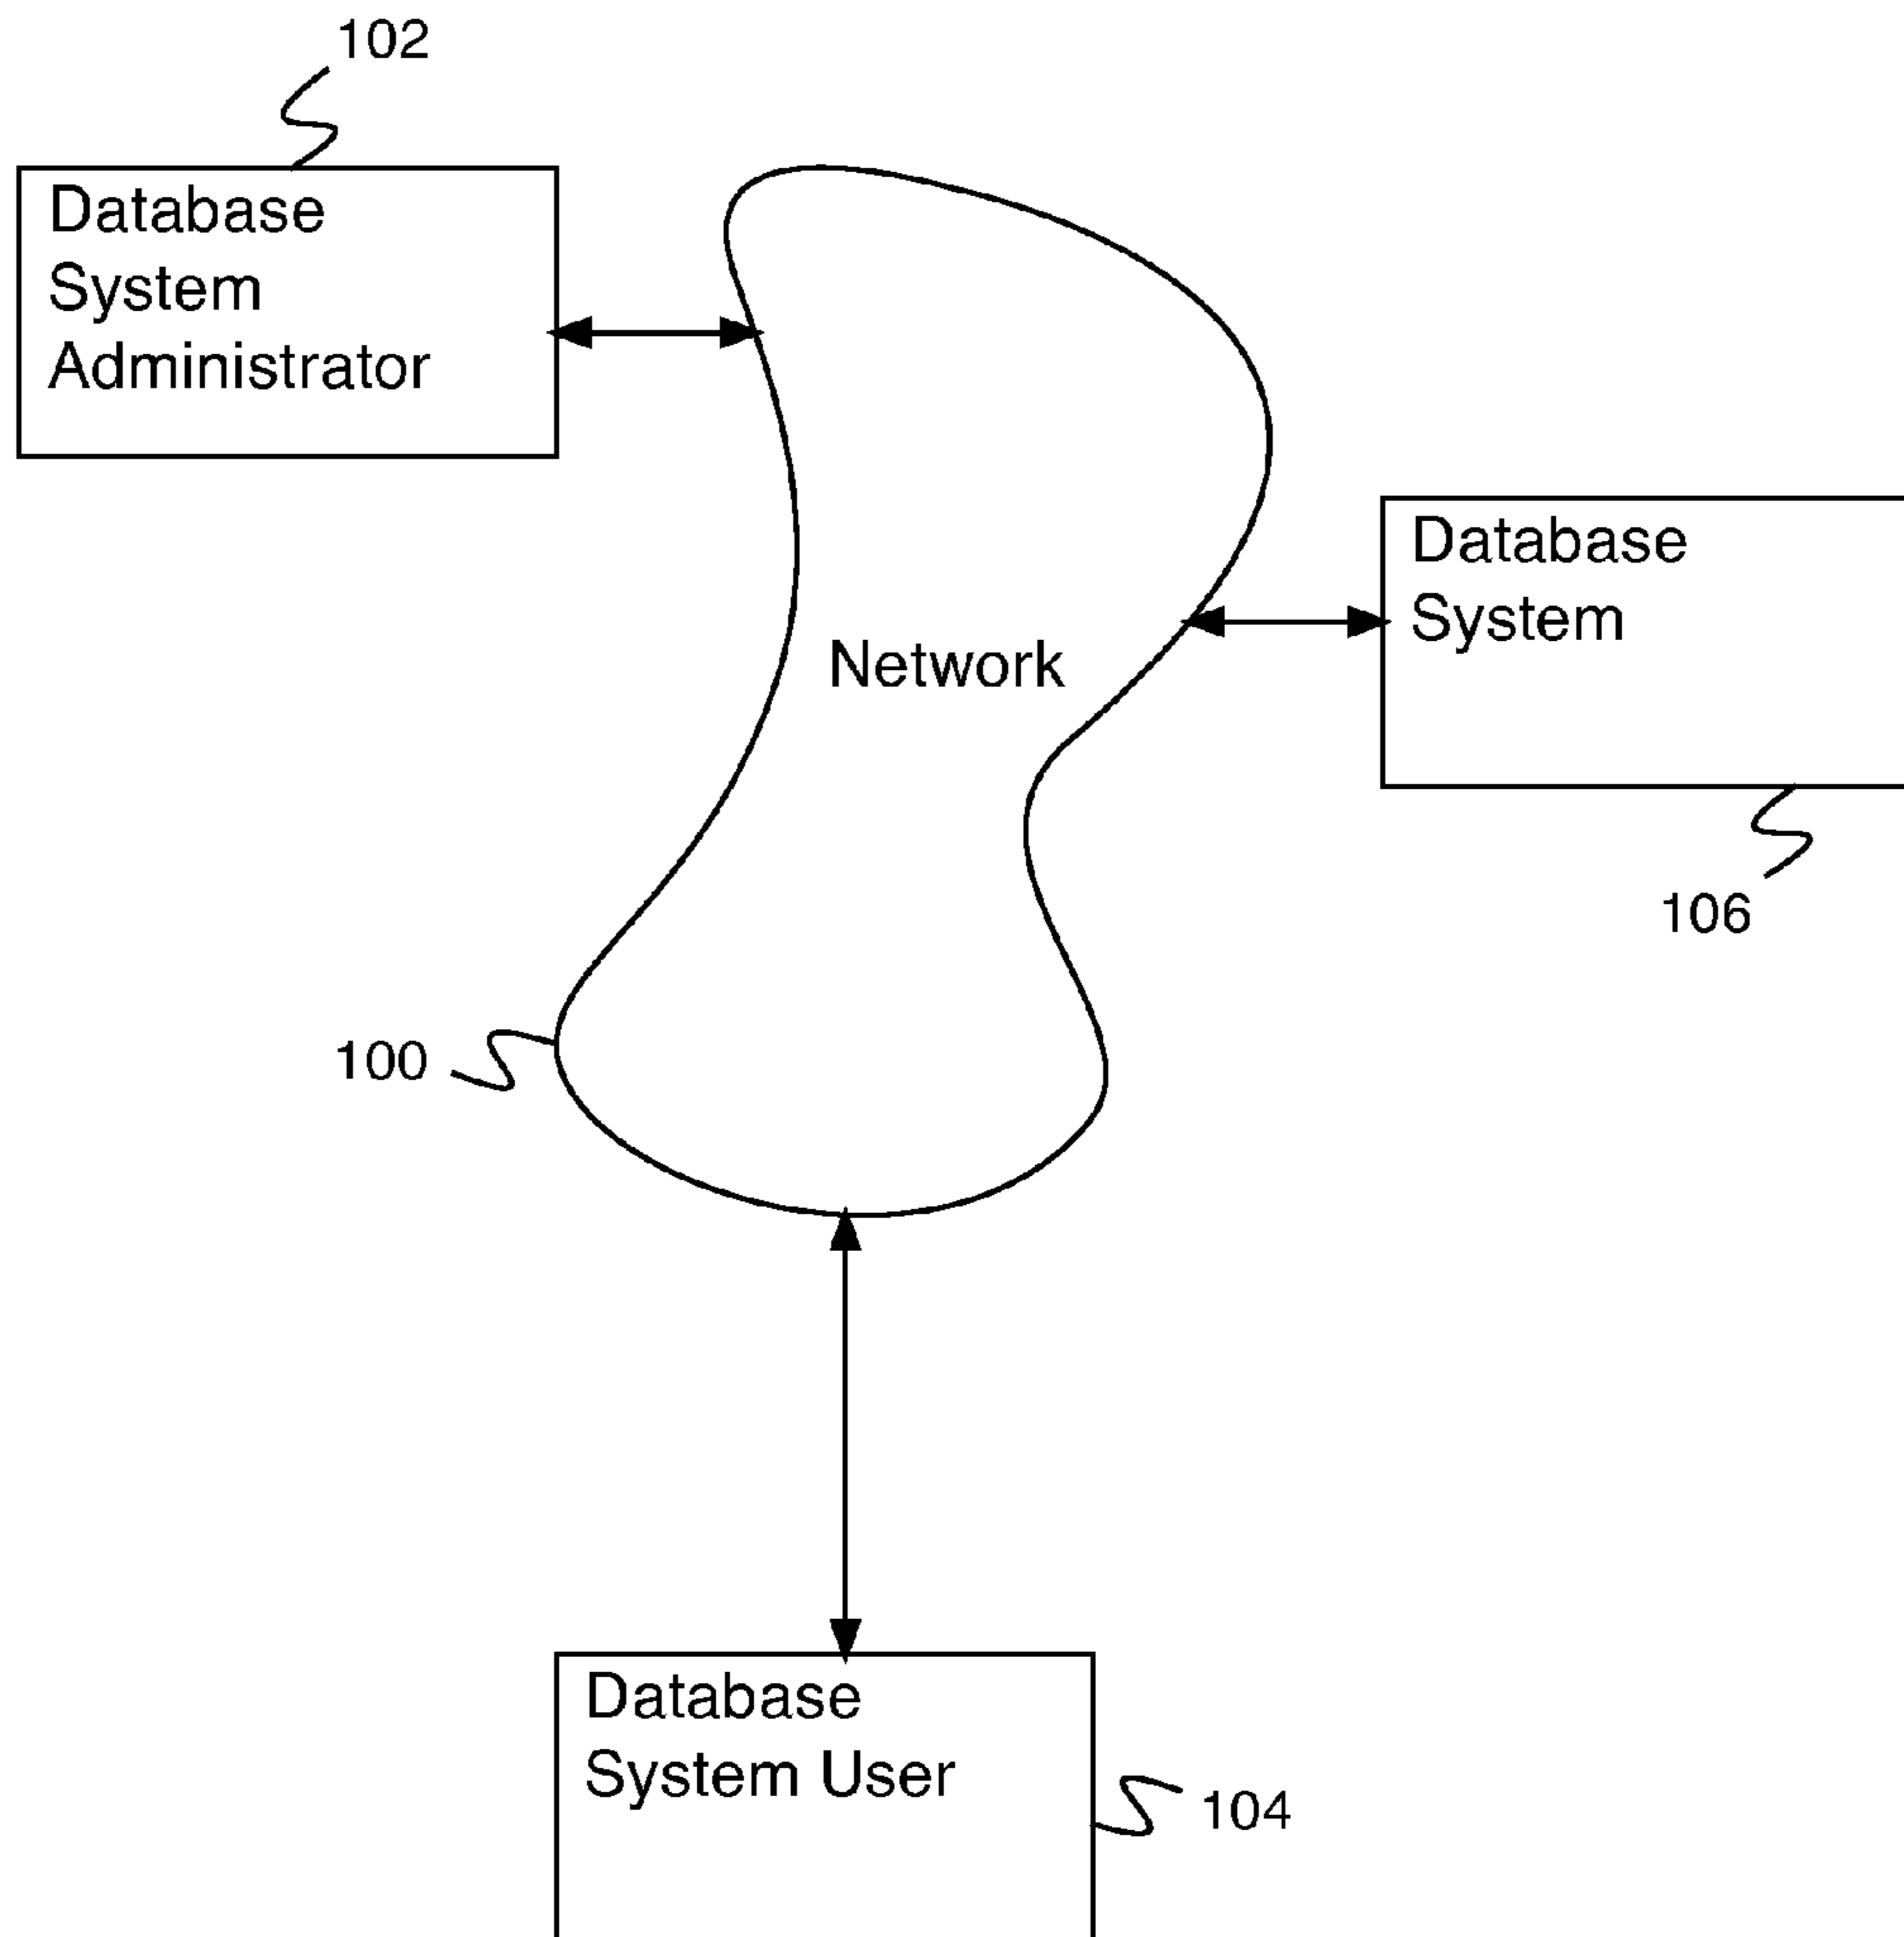 102
Database
System
Administrator
Database
System
Network
106
100
Database
System User
104